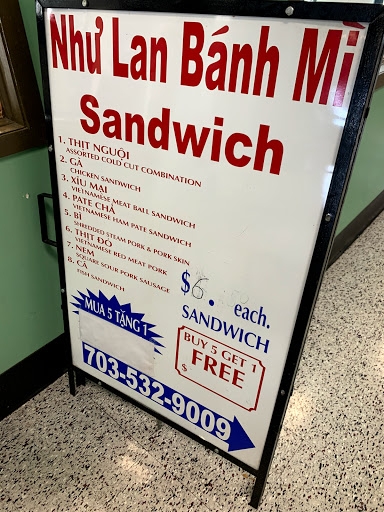 Như Lan Bánh Mì
Sandwich
1. THỊT NGUỘI
ASSORTED COLD CUT COMBINATION
2. GÀ
CHICKEN SANDWICH
3. XÍU MẠI
VIETNAMESE MEAT BALL SANDWICH
4. PATE CHẢ
VIETNAMESE HAM PATE SANDWICH
5. BÌ
SHREDDED STEAM PORK & PORK SKIN
6. THỊT ĐỎ
VIETNAMESE RED MEAT PORK
7. NEM
SQUARE SOUR PORK SAUSAGE
8. CÁ
FISH SANDWICH
$6. each.
SANDWICH
MUA 5 TẶNG 1
BUY 5 GET 1
FREE
$
703-532-9009